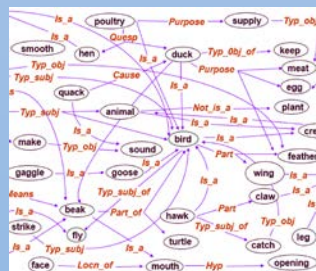 Is_a
poultry
Purpose
supply
Typ_ob
Is_a
Quesp
smooth
hen
duck
Typ_Obj_of
keep
Typ_obj
Typ_subj
Cause
Purpose
meat
egg
quack
Typ_subj
animal
Not_is_a
plant
Is_a
Is_a
Is_a
cre
make
Typ_obj
sound
bird
Is_a
feather
gaggle
Is_a
goose
Part
wing
Means
Typ_subj_of
Is_a
claw
Is_a
beak
Part_of
hawk
Part
Is_a
strike
fly
Typ_obj
leg
Is_a
Typ_subj
turtle
Typ_subj_of
catch
Is_a
face
Locn_of
mouth
Hyp
opening